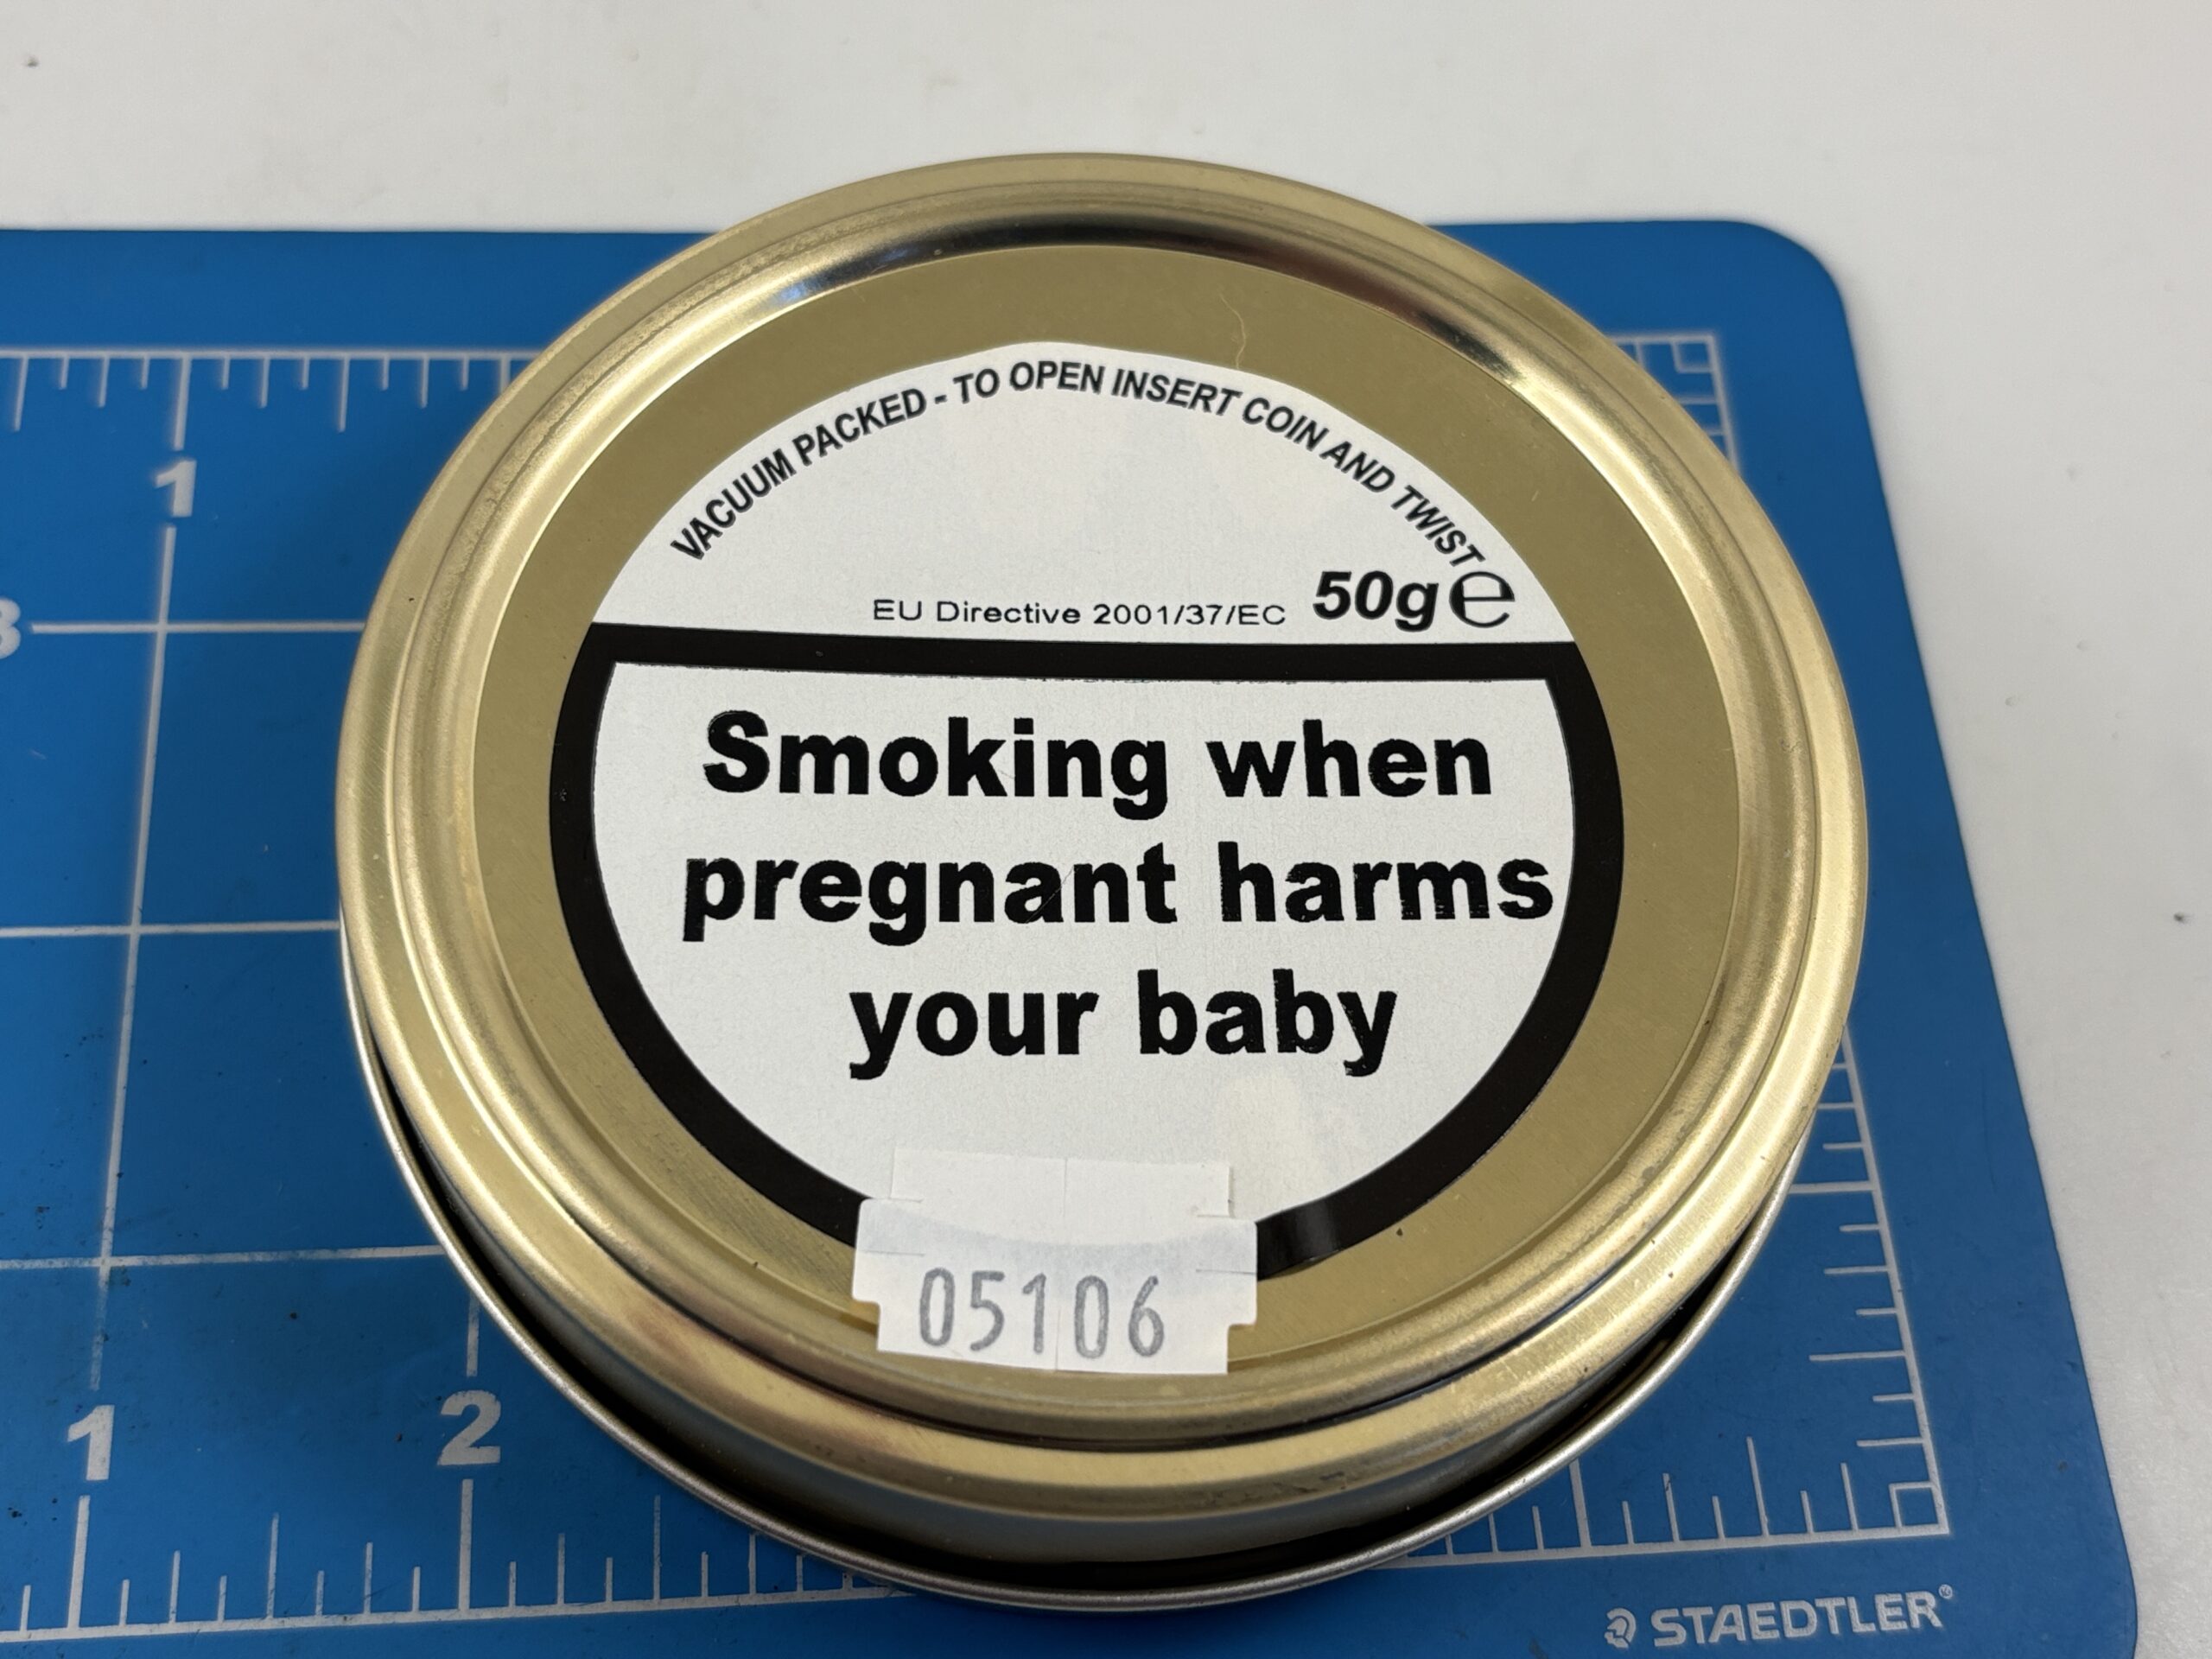 VACUUM PACKED - TO OPEN INSERT COIN AND TWIST
EU Directive 2001/37/EC 50g ℮
Smoking when
pregnant harms
your baby
05106
1
3
1
2
STAEDTLER®